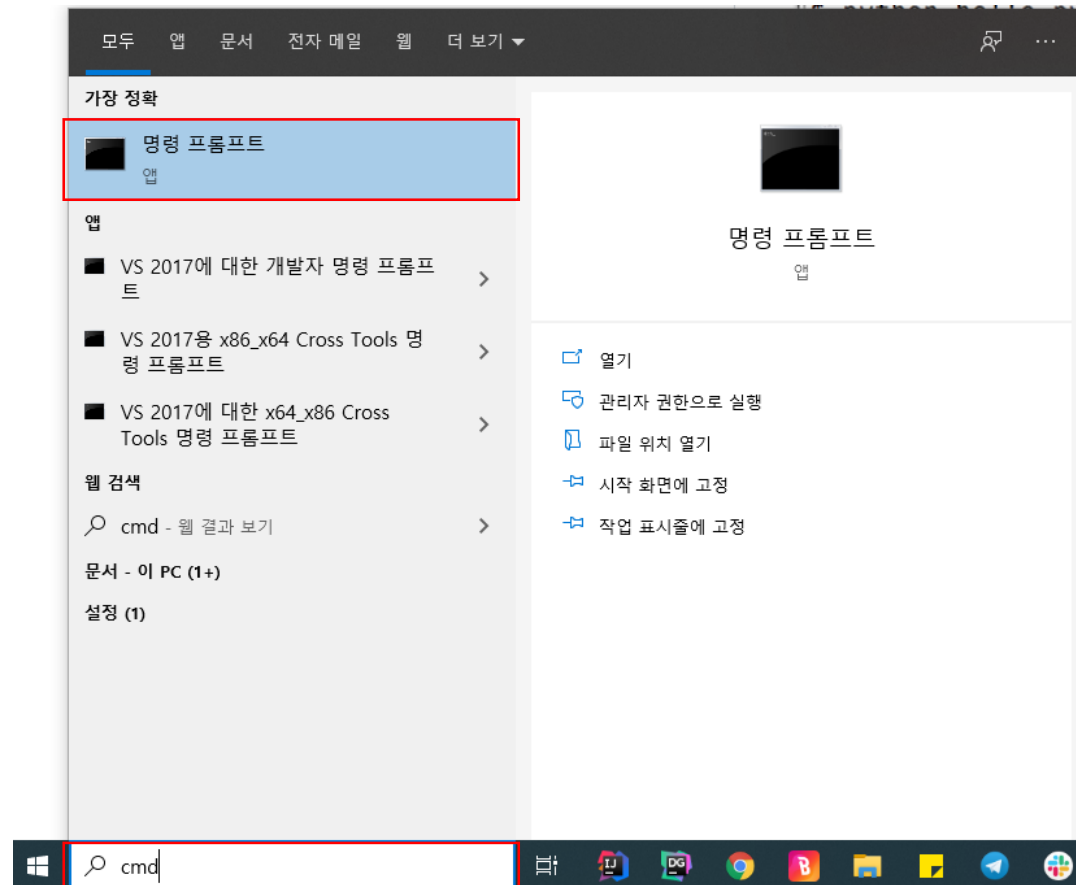 모두 앱 문서 전자 메일 웹 더 보기
가장 정확
명령 프롬프트
앱
앱
VS 2017에 대한 개발자 명령 프롬프
트
VS 2017용 x86_x64 Cross Tools 명
령 프롬프트
VS 2017에 대한 x64_x86 Cross
Tools 명령 프롬프트
웹 검색
cmd - 웹 결과 보기
문서 - 이 PC (1+)
설정 (1)
명령 프롬프트
앱
열기
관리자 권한으로 실행
파일 위치 열기
시작 화면에 고정
작업 표시줄에 고정
cmd
IJ
DG
B